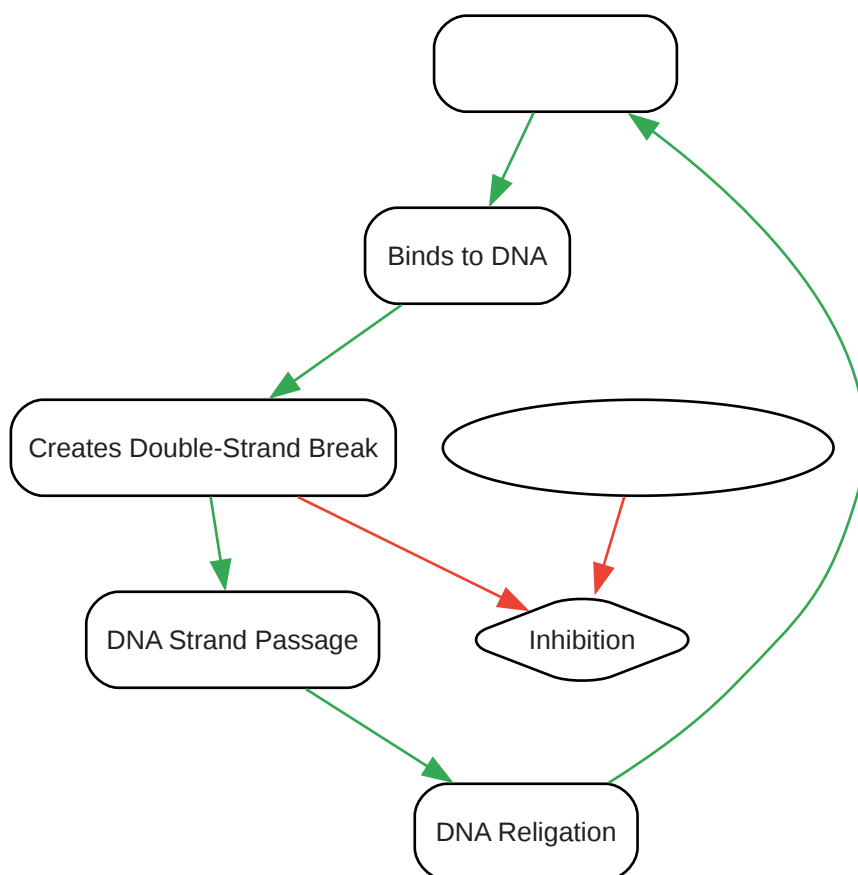 Binds to DNA
Creates Double-Strand Break
DNA Strand Passage
Inhibition
DNA Religation